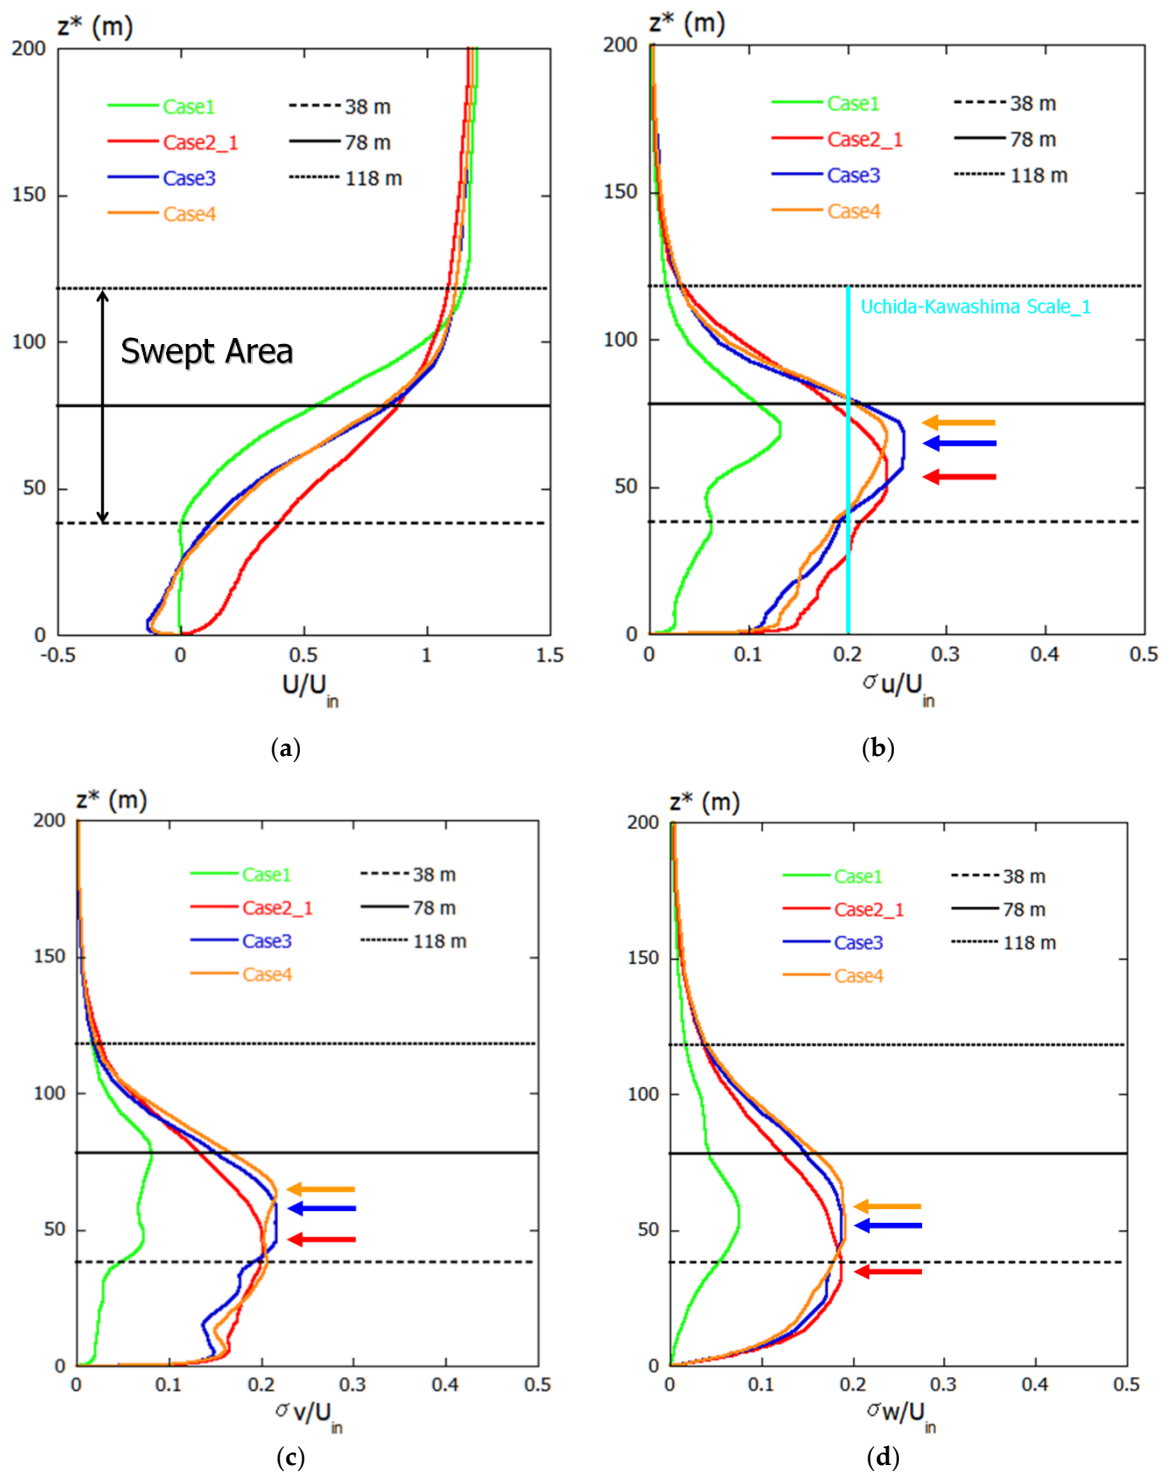 z* (m)
200
150
100
50
0
-0.5
0
0.5
1
1.5
Case1
Case2_1
Case3
Case4
38 m
78 m
118 m
Swept Area
U/U in
(a)
z* (m)
200
150
100
50
0
0
0.1
0.2
0.3
0.4
0.5
Case1
Case2_1
Case3
Case4
38 m
78 m
118 m
Uchida-Kawashima Scale_1
σu/U in
(b)
z* (m)
200
150
100
50
0
0
0.1
0.2
0.3
0.4
0.5
Case1
Case2_1
Case3
Case4
38 m
78 m
118 m
σv/U in
(c)
z* (m)
200
150
100
50
0
0
0.1
0.2
0.3
0.4
0.5
Case1
Case2_1
Case3
Case4
38 m
78 m
118 m
σw/U in
(d)